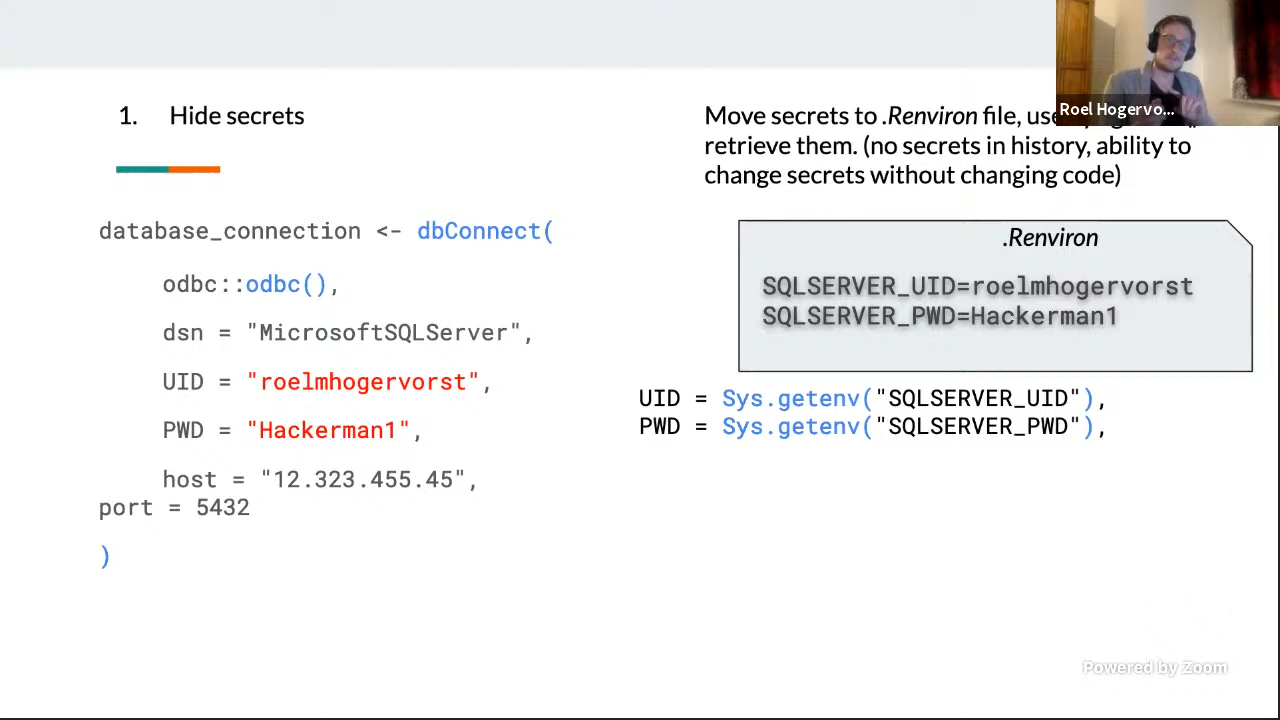 1. Hide secrets
database_connection <- dbConnect(
odbc::odbc(),
dsn = "MicrosoftSQLServer",
UID = "roelmhogervorst",
PWD = "Hackerman1",
host = "12.323.455.45",
port = 5432
)
Move secrets to .Renviron file, use
retrieve them. (no secrets in history, ability to
change secrets without changing code)
.Renviron
SQLSERVER_UID=roelmhogervorst
SQLSERVER_PWD=Hackerman1
UID = Sys.getenv("SQLSERVER_UID"),
PWD = Sys.getenv("SQLSERVER_PWD"),
Roel Hogervo...
Powered by Zoom